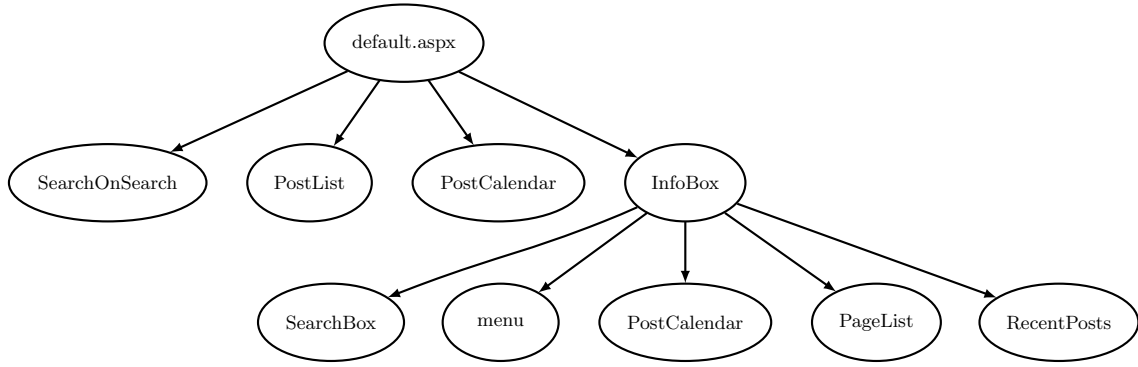 default.aspx
SearchOnSearch
PostList
PostCalendar
InfoBox
SearchBox
menu
PostCalendar
PageList
RecentPosts